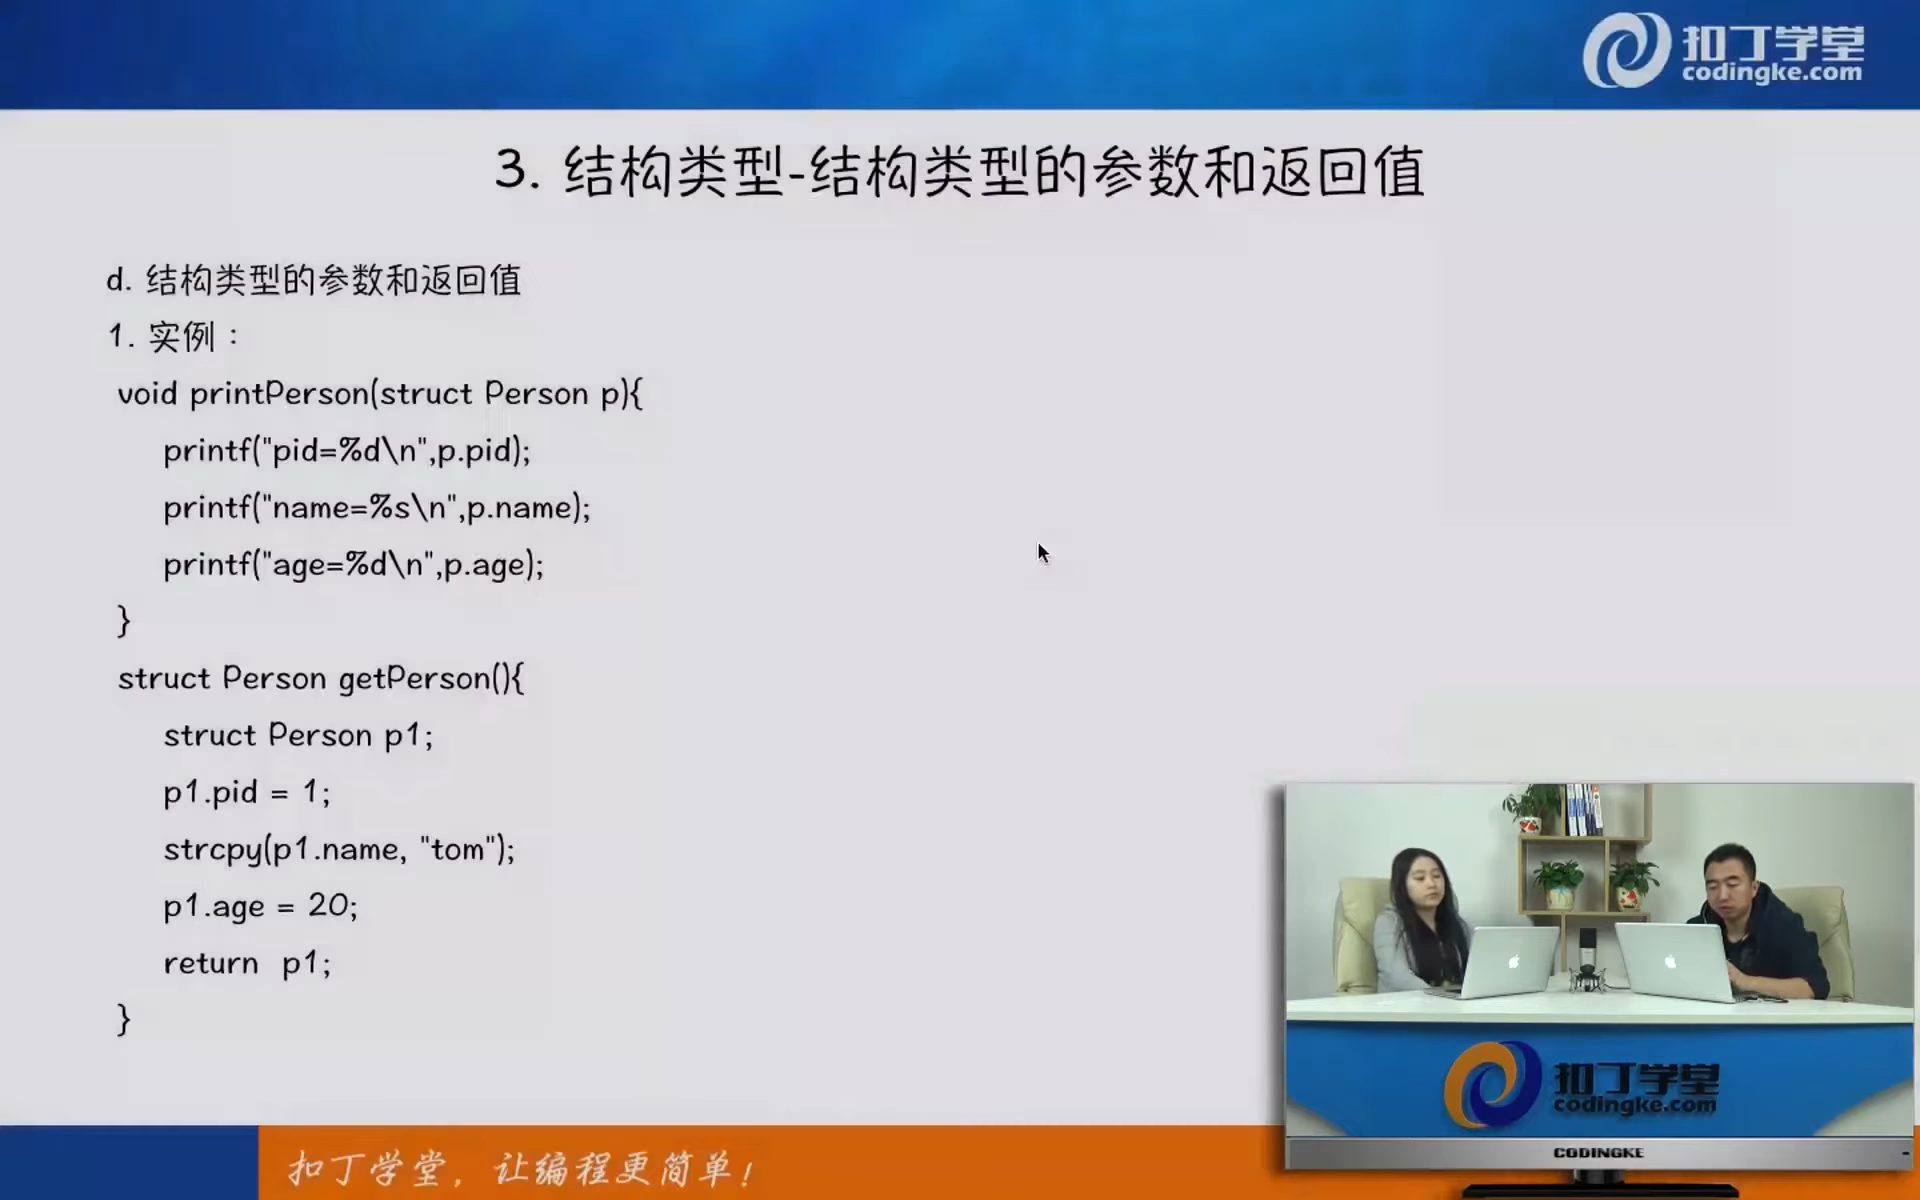 扣丁学堂
codingke.com
3. 结构类型-结构类型的参数和返回值
d. 结构类型的参数和返回值
1. 实例：
void printPerson(struct Person p){
printf("pid=%d\n",p.pid);
printf("name=%s\n",p.name);
printf("age=%d\n",p.age);
}
struct Person getPerson(){
struct Person p1;
p1.pid = 1;
strcpy(p1.name, "tom");
p1.age = 20;
return  p1;
}
扣丁学堂
codingke.com
CODINGKE
扣丁学堂，让编程更简单！